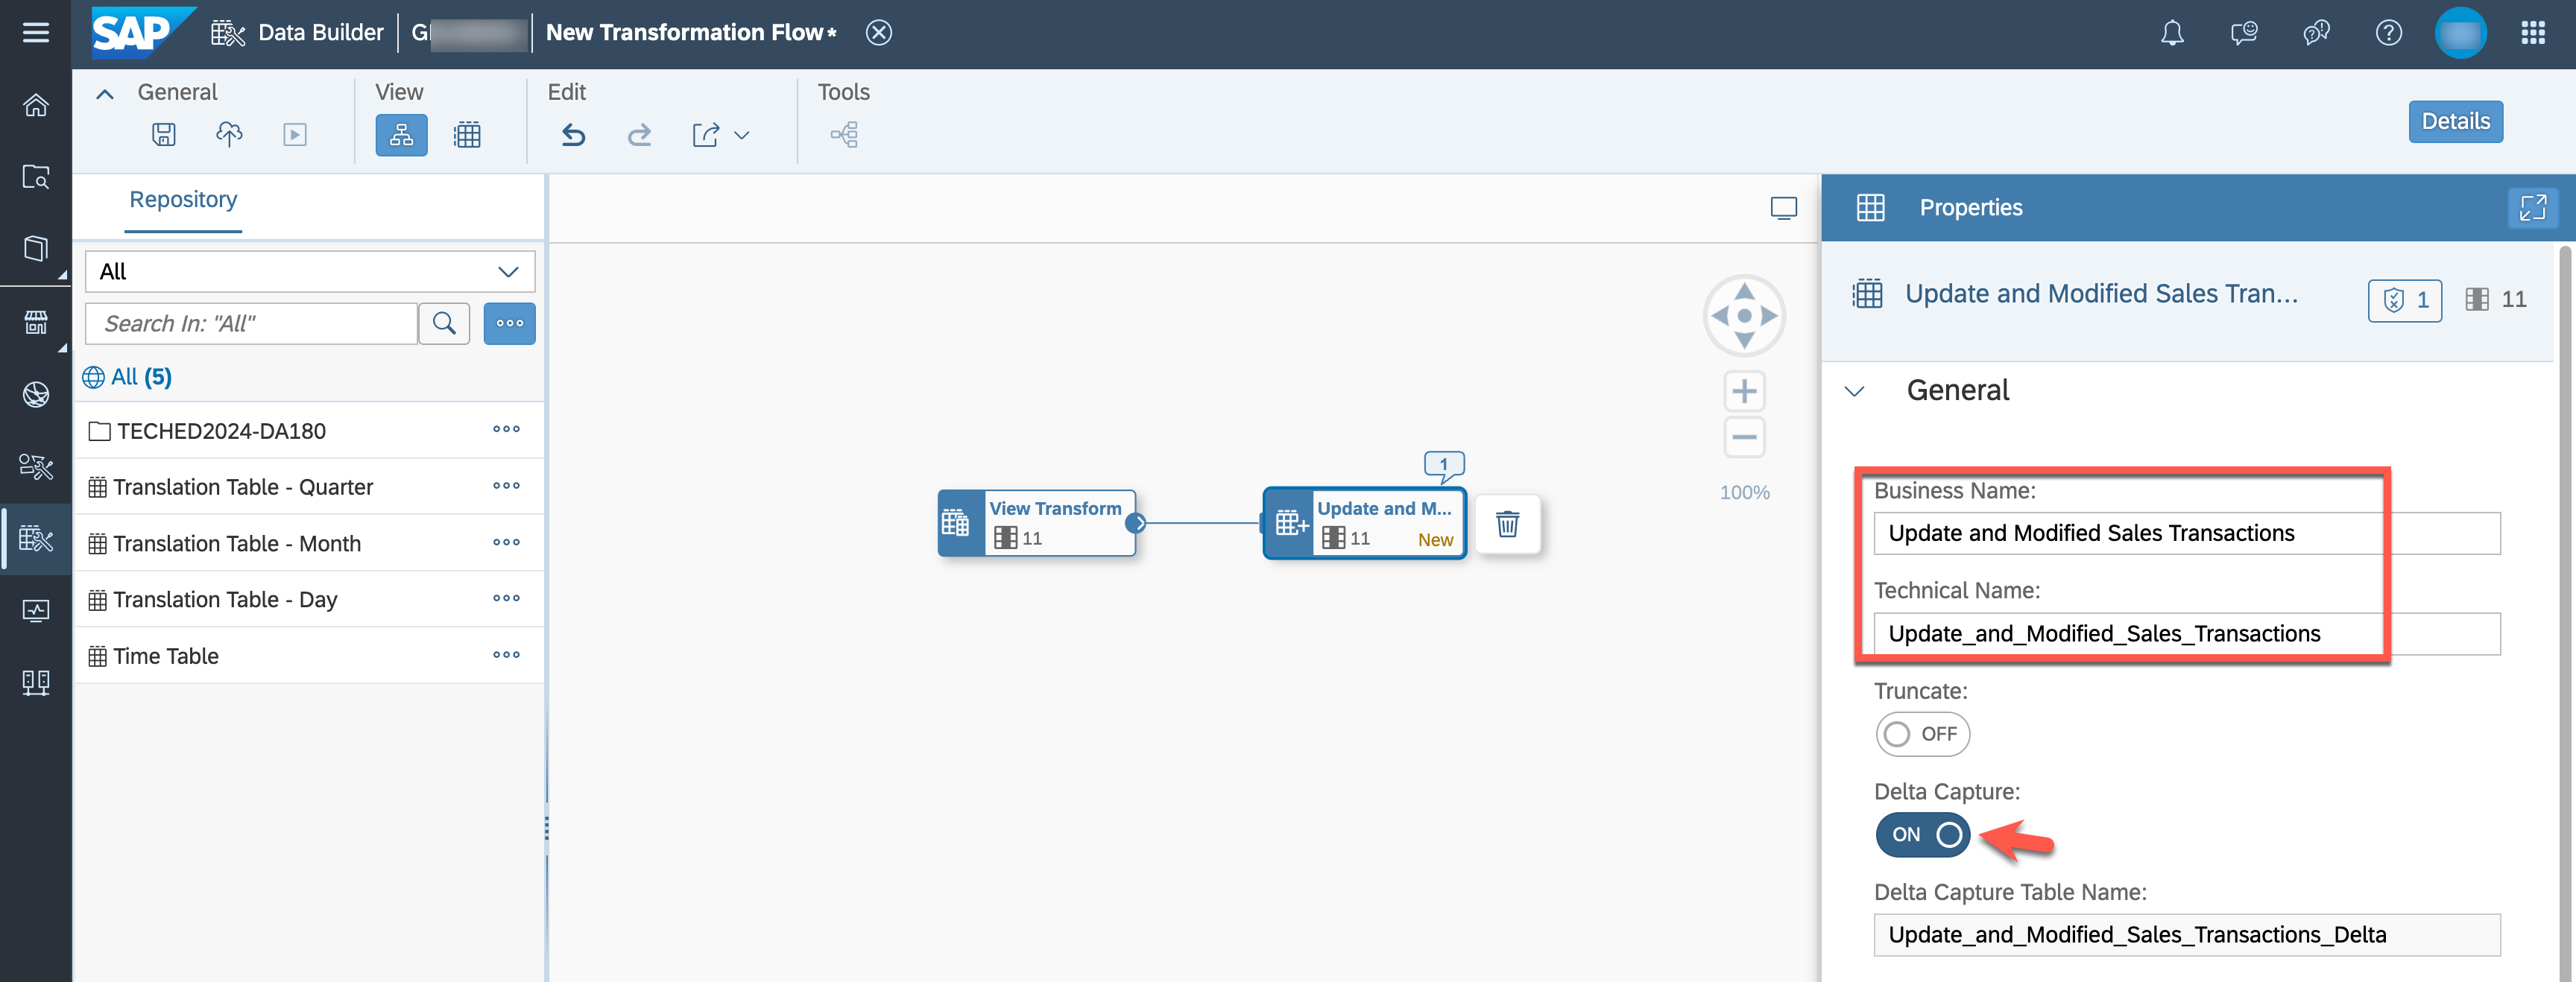 SAP Data Builder New Transformation Flow*
General View Edit Tools
Details
Repository
All
Search In: "All"
All (5)
TECHED2024-DA180
Translation Table - Quarter
Translation Table - Month
Translation Table - Day
Time Table
100%
View Transform
11
1
Update and M...
11 New
Properties
Update and Modified Sales Tran... 1 11
General
Business Name:
Update and Modified Sales Transactions
Technical Name:
Update_and_Modified_Sales_Transactions
Truncate:
OFF
Delta Capture:
ON
Delta Capture Table Name:
Update_and_Modified_Sales_Transactions_Delta